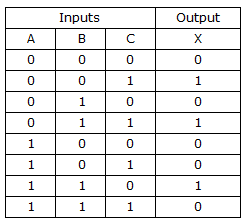 Inputs Output
A B C X
0 0 0 0
0 0 1 1
0 1 0 0
0 1 1 1
1 0 0 0
1 0 1 0
1 1 0 1
1 1 1 0